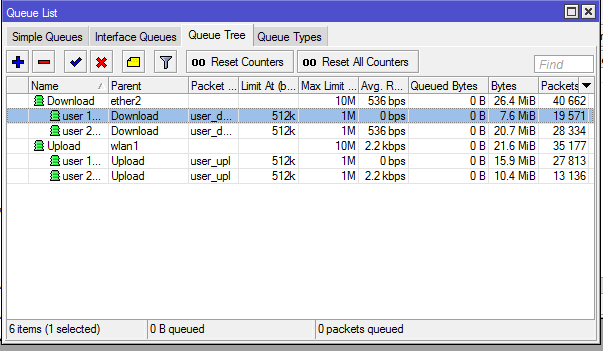 Queue List
Simple Queues Interface Queues Queue Tree Queue Types
00 Reset Counters 00 Reset All Counters Find
Name Parent Packet ... Limit At (b... Max Limit ... Avg. R... Queued Bytes Bytes Packets
Download ether2 10M 536 bps 0 B 26.4 MiB 40 662
user 1... Download user_d... 512k 1M 0 bps 0 B 7.6 MiB 19 571
user 2... Download user_d... 512k 1M 536 bps 0 B 20.7 MiB 28 334
Upload wlan1 10M 2.2 kbps 0 B 21.6 MiB 35 177
user 1... Upload user_upl 512k 1M 0 bps 0 B 15.9 MiB 27 813
user 2... Upload user_upl 512k 1M 2.2 kbps 0 B 10.4 MiB 13 136
6 items (1 selected) 0 B queued 0 packets queued